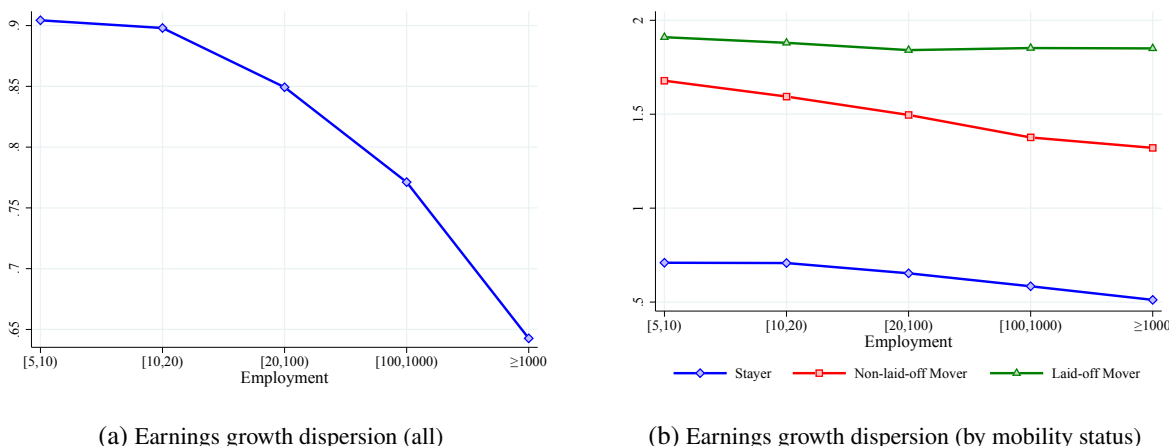 .9
.85
.8
.75
.7
.65
[5,10) [10,20) [20,100) [100,1000) ≥1000
Employment
(a) Earnings growth dispersion (all)
2
1.5
1
.5
[5,10) [10,20) [20,100) [100,1000) ≥1000
Employment
Stayer Non-laid-off Mover Laid-off Mover
(b) Earnings growth dispersion (by mobility status)